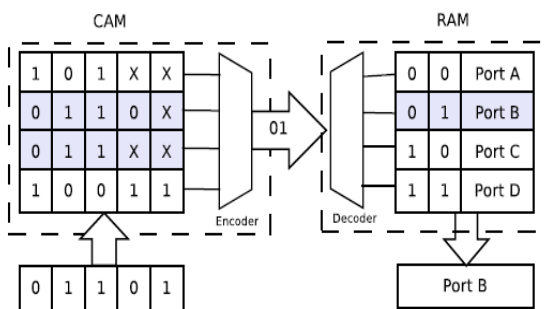 CAM
RAM
1 0 1 X X
0 1 1 0 X
0 1 1 X X
1 0 0 1 1
Encoder
01
Decoder
0 0 Port A
0 1 Port B
1 0 Port C
1 1 Port D
0 1 1 0 1
Port B